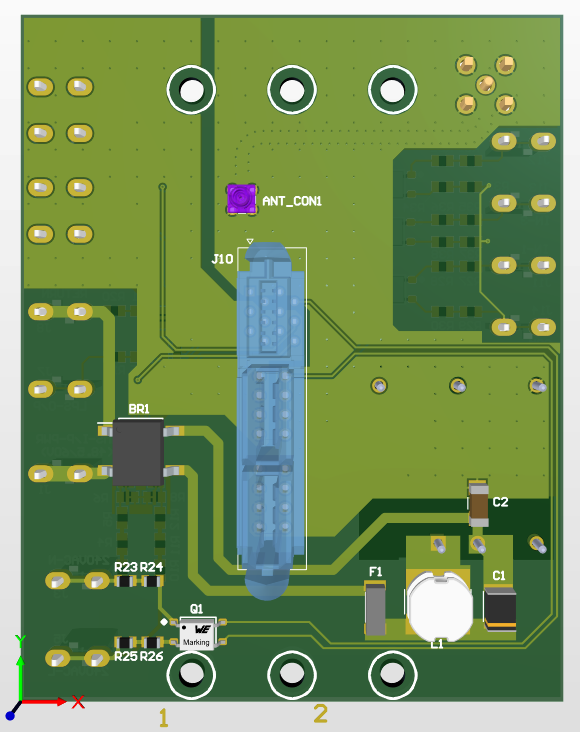 ANT_CON1
J10
BR1
C2
R23 R24
F1
C1
Q1
WE
Marking
R25 R26
L1
Y
X
1
2